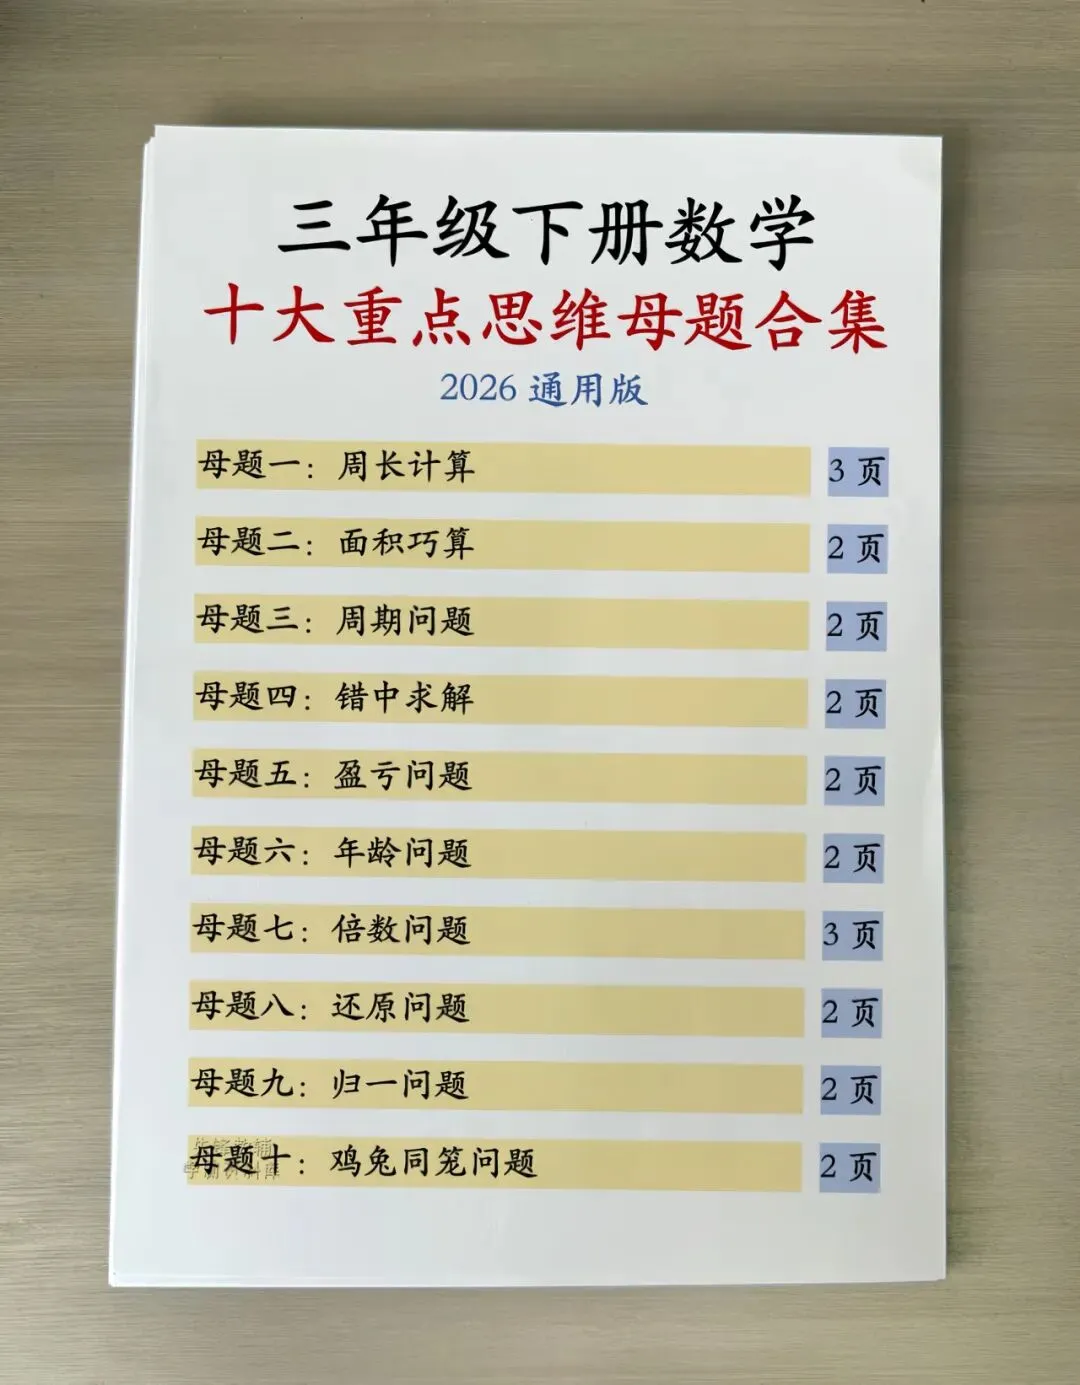 三年级下册数学
十大重点思维母题合集
2026 通用版
母题一：周长计算 3 页
母题二：面积巧算 2 页
母题三：周期问题 2 页
母题四：错中求解 2 页
母题五：盈亏问题 2 页
母题六：年龄问题 2 页
母题七：倍数问题 3 页
母题八：还原问题 2 页
母题九：归一问题 2 页
母题十：鸡兔同笼问题 2 页